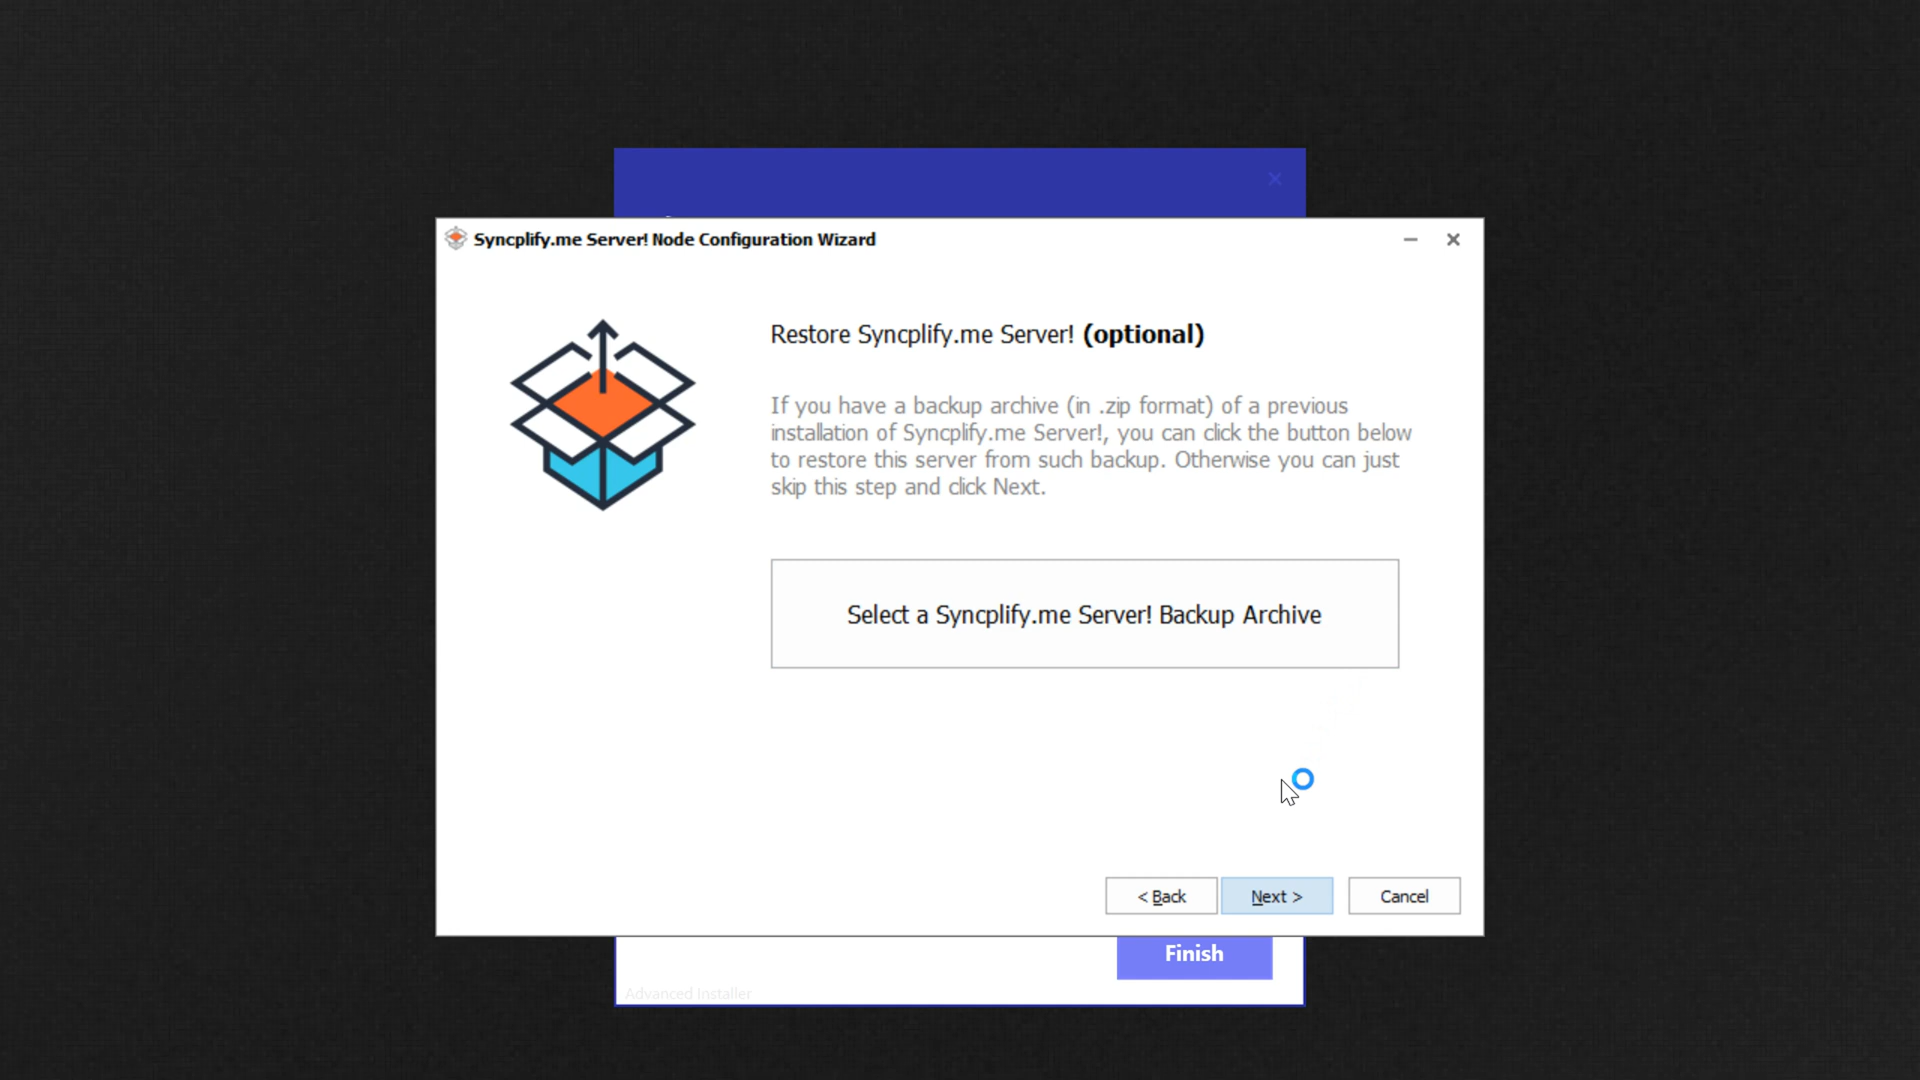 Syncplify.me Server! Node Configuration Wizard
Restore Syncplify.me Server! (optional)
If you have a backup archive (in .zip format) of a previous
installation of Syncplify.me Server!, you can click the button below
to restore this server from such backup. Otherwise you can just
skip this step and click Next.
Select a Syncplify.me Server! Backup Archive
< Back
Next >
Cancel
Finish
Advanced Installer